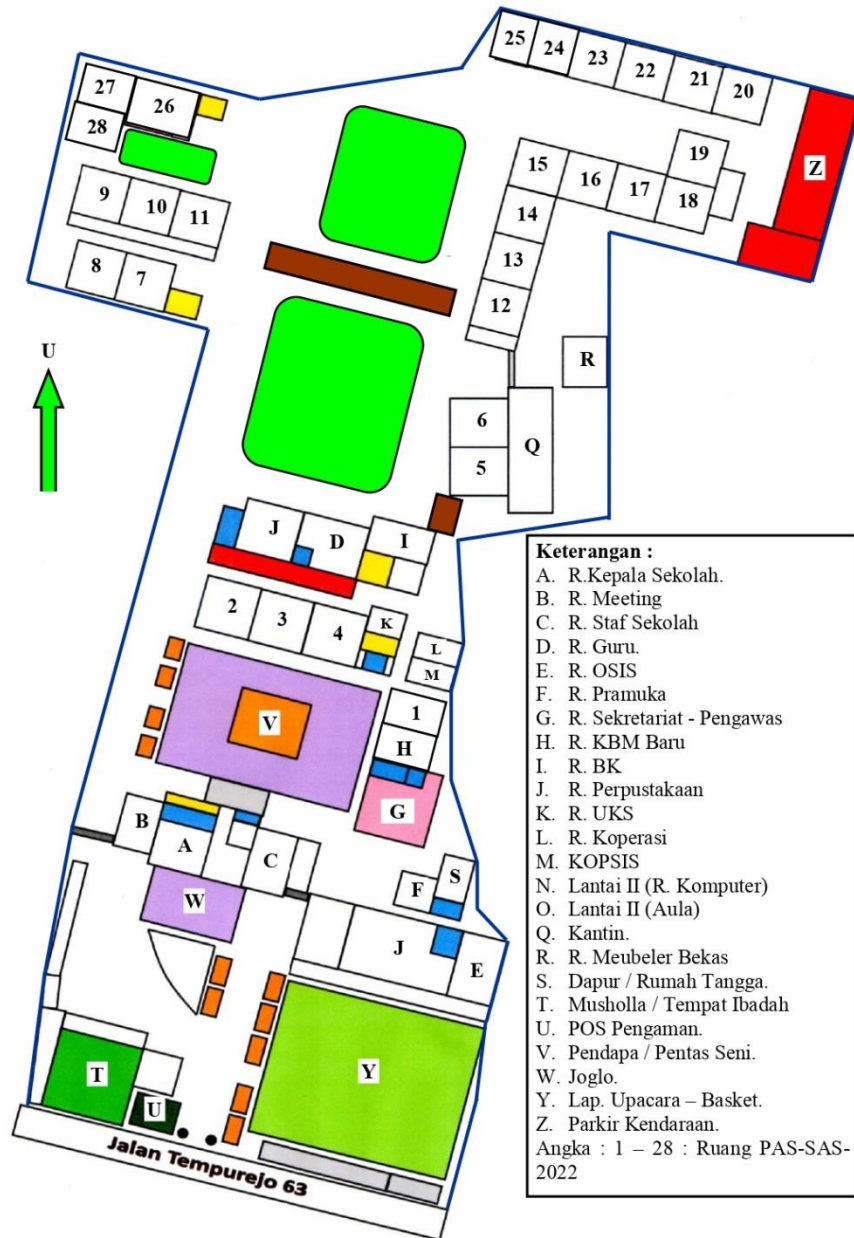 25 24 23 22 21 20
27 26
28
19
Z
15 16 17 18
9 10 11
14
13
8 7
12
U
R
6
Q
5
J D I
2 3 4 K
L
M
1
V
H
G
B A C
S
F
W
J E
T
Y
U
Jalan Tempurejo 63
Keterangan :
A. R.Kepala Sekolah.
B. R. Meeting
C. R. Staf Sekolah
D. R. Guru.
E. R. OSIS
F. R. Pramuka
G. R. Sekretariat - Pengawas
H. R. KBM Baru
I. R. BK
J. R. Perpustakaan
K. R. UKS
L. R. Koperasi
M. KOPSIS
N. Lantai II (R. Komputer)
O. Lantai II (Aula)
Q. Kantin.
R. R. Meubeler Bekas
S. Dapur / Rumah Tangga.
T. Musholla / Tempat Ibadah
U. POS Pengaman.
V. Pendapa / Pentas Seni.
W. Joglo.
Y. Lap. Upacara – Basket.
Z. Parkir Kendaraan.
Angka : 1 – 28 : Ruang PAS-SAS-
2022